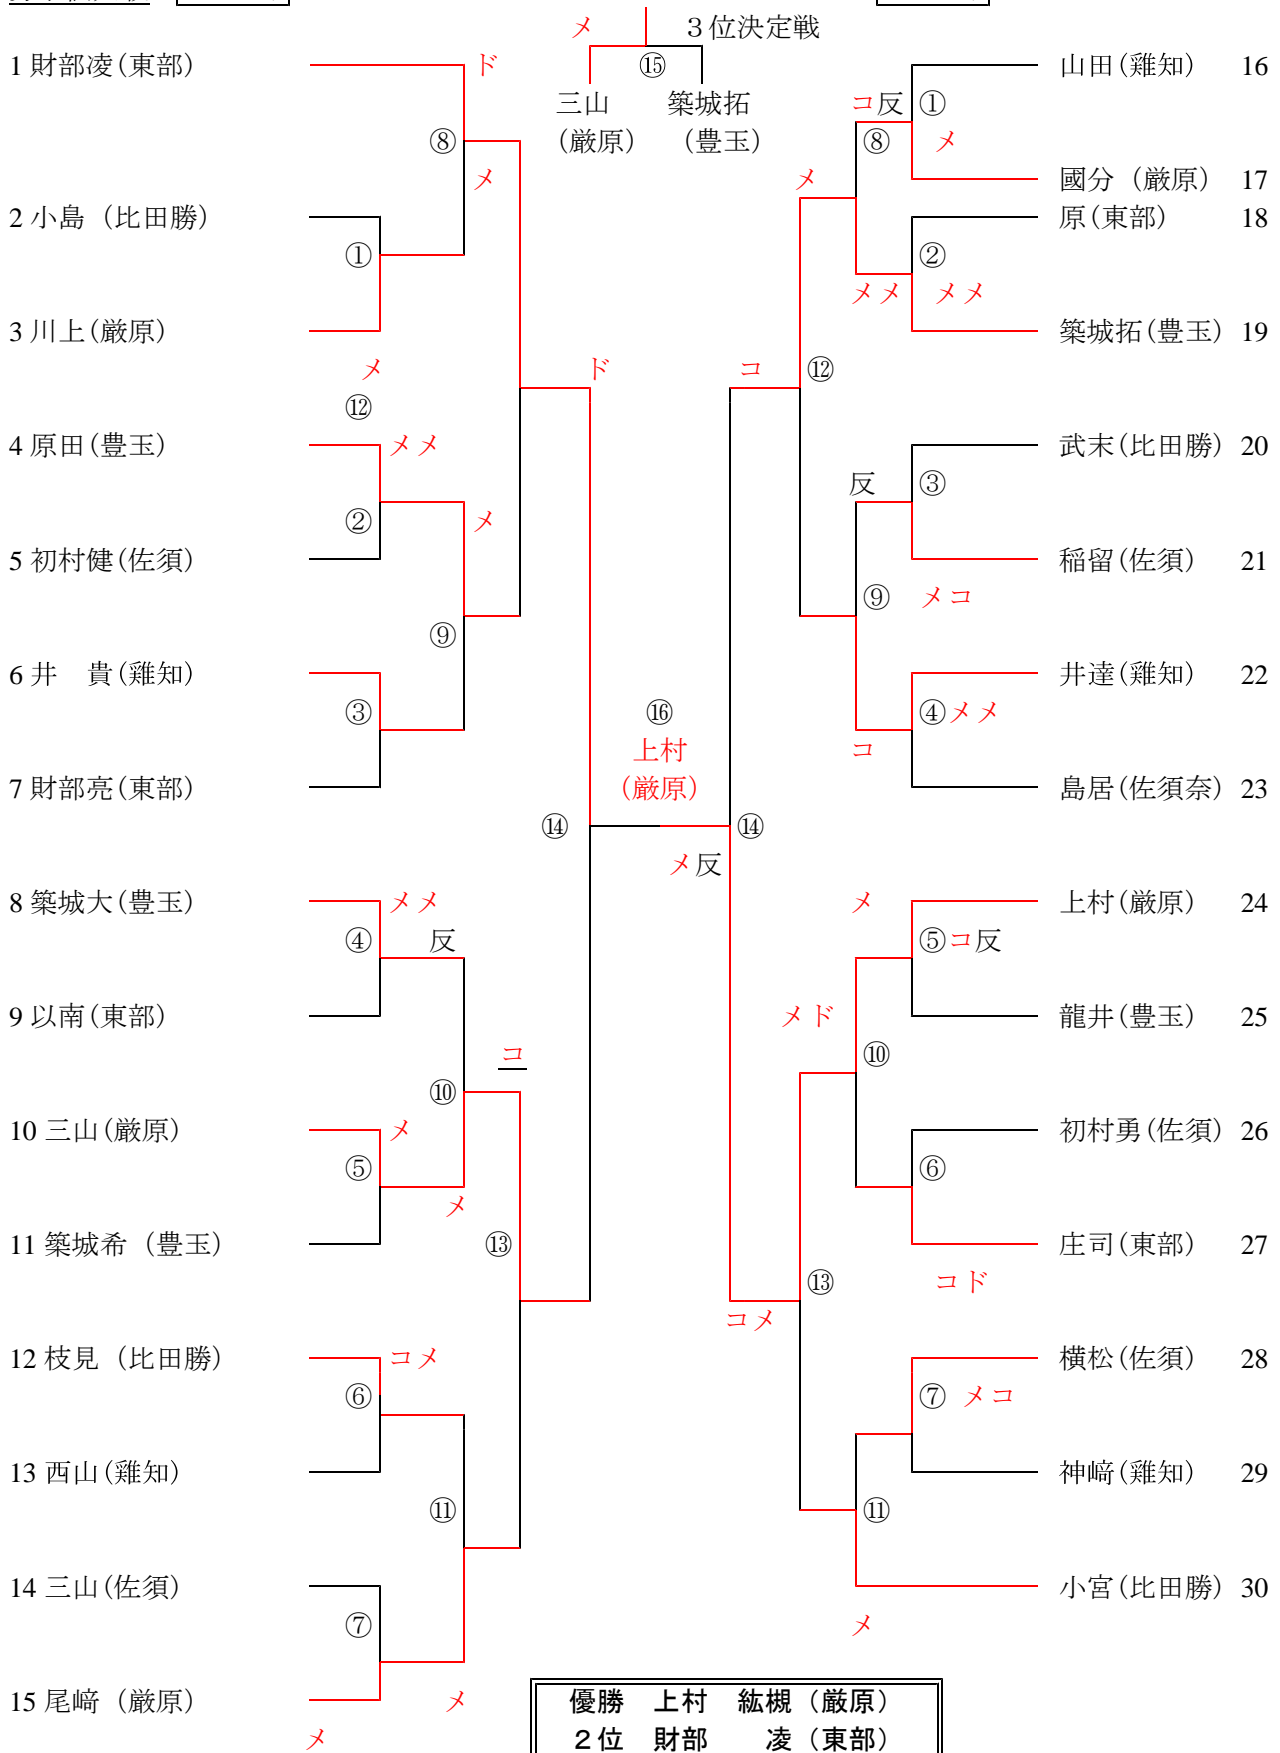 メ
３位決定戦
⑮
三山 築城拓
（厳原） （豊玉）
1 財部凌(東部)
ド
⑧
メ
2 小島（比田勝）
①
3 川上(厳原)
メ
⑫
4 原田(豊玉)
メメ
②
メ
5 初村健(佐須)
⑨
6 井　貴(雞知)
③
7 財部亮(東部)
ド
⑭
8 築城大(豊玉)
メメ
④
反
9 以南(東部)
コ
⑩
10 三山(厳原)
メ
⑤
メ
11 築城希（豊玉）
⑬
12 枝見（比田勝）
コメ
⑥
13 西山(雞知)
⑪
14 三山(佐須)
⑦
15 尾﨑（厳原）
メ
メ
⑯
上村
（厳原）
メ反
山田(雞知) 16
コ反
①
⑧
メ
メ
國分（厳原） 17
原(東部) 18
②
メメ メメ
築城拓(豊玉) 19
コ
⑫
武末(比田勝) 20
反
③
稲留(佐須) 21
⑨
メコ
井達(雞知) 22
④メメ
コ
島居(佐須奈) 23
⑭
メ
上村(厳原) 24
⑤コ反
龍井(豊玉) 25
メド
⑩
初村勇(佐須) 26
⑥
庄司(東部) 27
コド
⑬
コメ
横松(佐須) 28
⑦ メコ
神﨑(雞知) 29
⑪
小宮(比田勝) 30
メ
優勝　上村　紘槻（厳原）
２位　財部　　凌（東部）